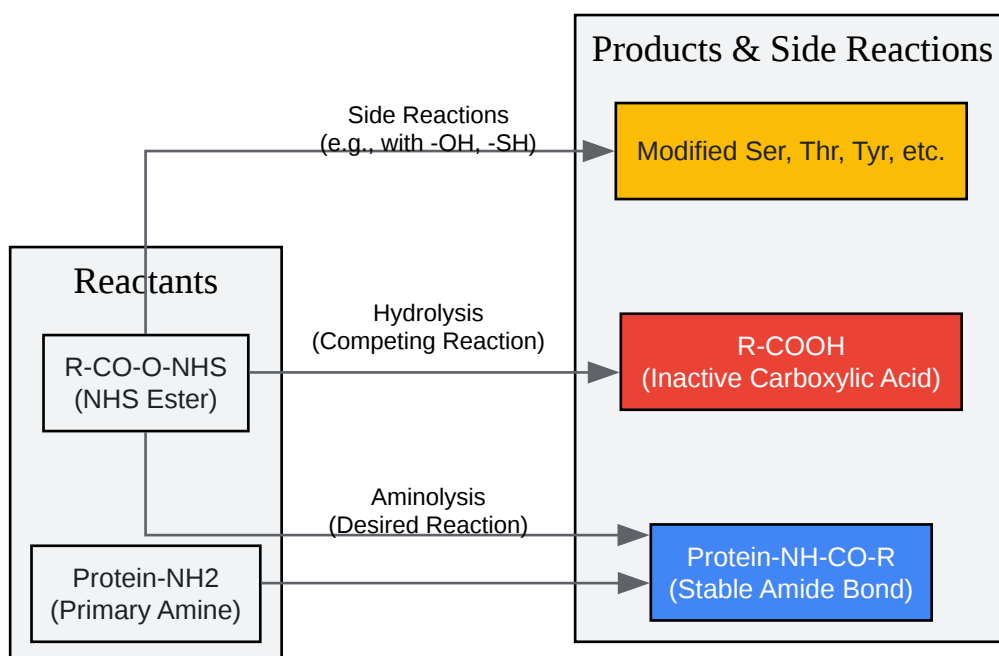 Products & Side Reactions
Side Reactions
(e.g., with -OH, -SH)
Modified Ser, Thr, Tyr, etc.
Reactants
R-CO-O-NHS
(NHS Ester)
Hydrolysis
(Competing Reaction)
R-COOH
(Inactive Carboxylic Acid)
Aminolysis
(Desired Reaction)
Protein-NH2
(Primary Amine)
Protein-NH-CO-R
(Stable Amide Bond)